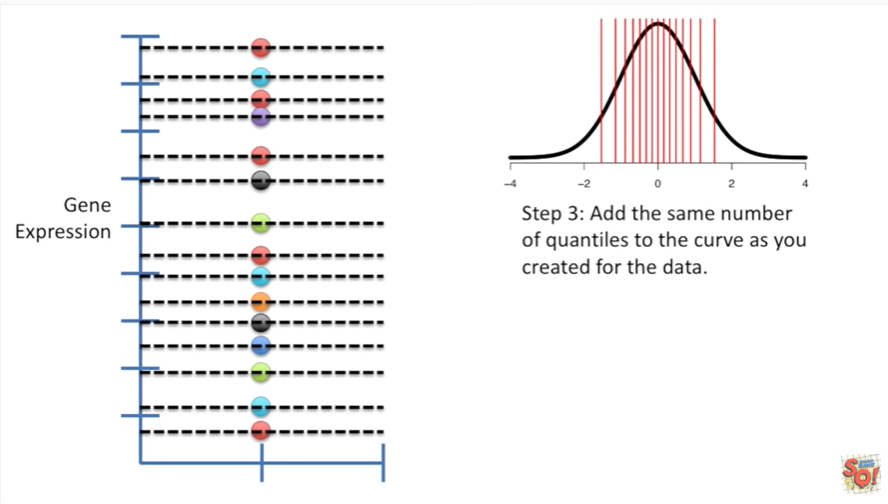 Gene
Expression
-4 -2 0 2 4
Step 3: Add the same number
of quantiles to the curve as you
created for the data.
SQ!